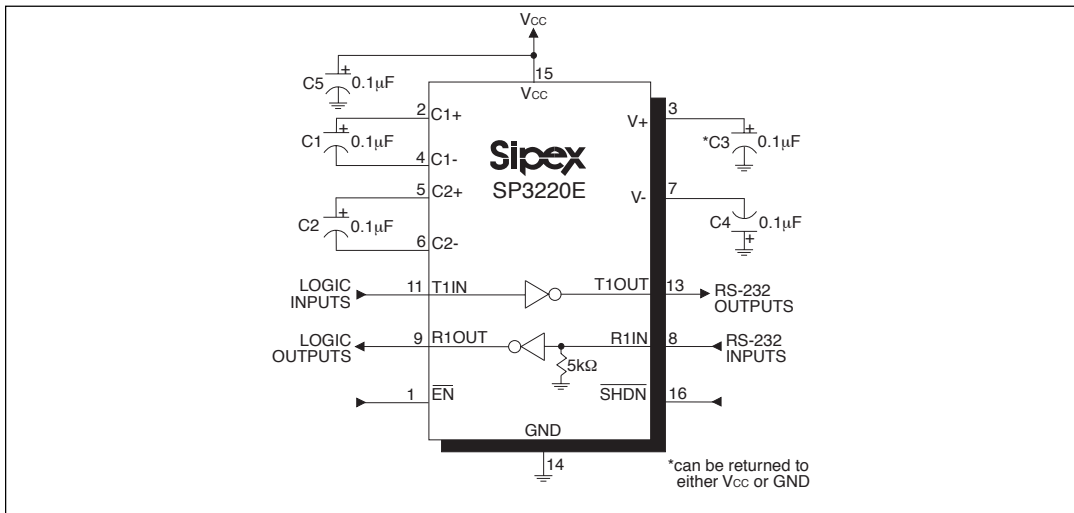 VCC
C5 + 0.1µF
15
VCC
2 C1+
C1 + 0.1µF
4 C1-
5 C2+
C2 + 0.1µF
6 C2-
Sipex
SP3220E
V+ 3
*C3 + 0.1µF
V- 7
C4 0.1µF
+
LOGIC
INPUTS
11 T1IN
T1OUT 13
RS-232
OUTPUTS
LOGIC
OUTPUTS
9 R1OUT
R1IN 8
RS-232
INPUTS
5kΩ
1 EN
SHDN 16
GND
14
*can be returned to
either VCC or GND